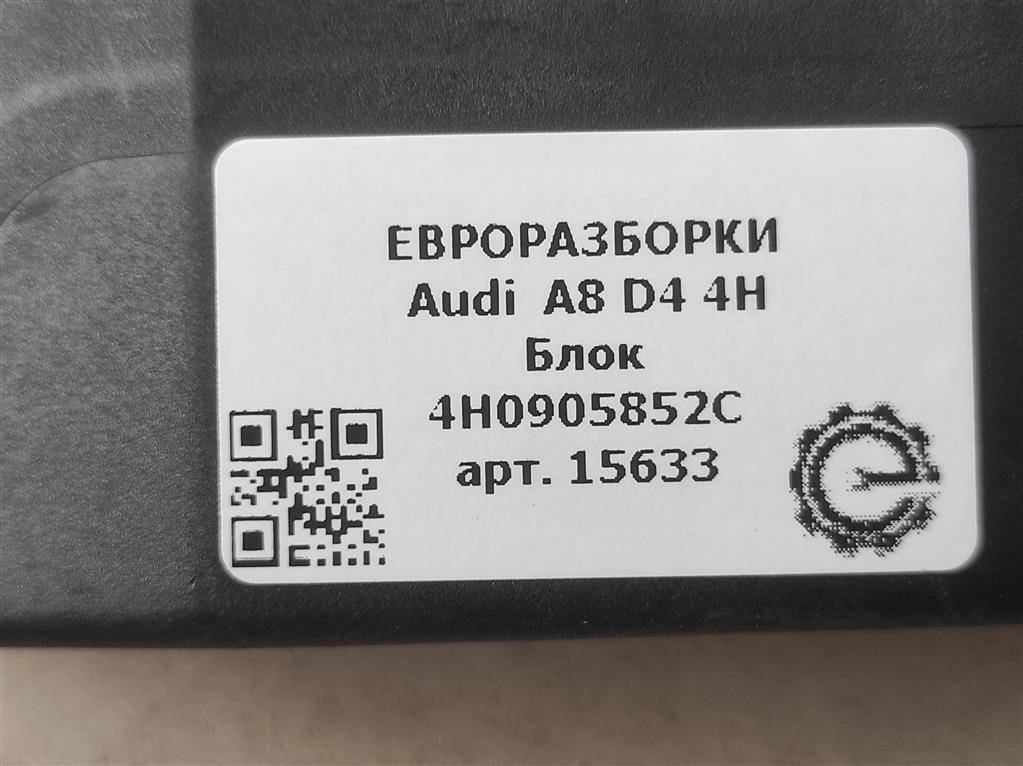 ЕВРОРАЗБОРКИ
Audi A8 D4 4H
Блок
4H0905852C
арт. 15633